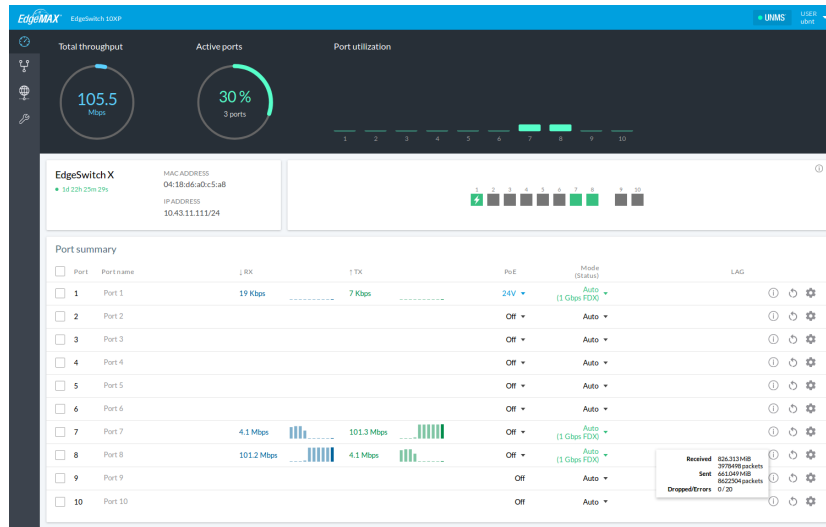 EdgeMAX EdgeSwitch 10XP UNMS USER
ubnt
Total throughput Active ports Port utilization
105.5
Mbps
30 %
3 ports
1 2 3 4 5 6 7 8 9 10
EdgeSwitch X
1d 22h 25m 29s
MAC ADDRESS
04:18:d6:a0:c5:a8
IP ADDRESS
10.43.11.111/24
1 2 3 4 5 6 7 8 9 10
Port summary
Port Port name ↓ RX ↑ TX PoE Mode (Status) LAG
1 Port 1 19 Kbps 7 Kbps 24V Auto (1 Gbps FDX)
2 Port 2 Off Auto
3 Port 3 Off Auto
4 Port 4 Off Auto
5 Port 5 Off Auto
6 Port 6 Off Auto
7 Port 7 4.1 Mbps 101.3 Mbps Off Auto (1 Gbps FDX)
8 Port 8 101.2 Mbps 4.1 Mbps Off Auto (1 Gbps FDX)
9 Port 9 Off Auto
10 Port 10 Off Auto
Received 826.313 MiB
3978498 packets
Sent 661.049 MiB
8622504 packets
Dropped/Errors 0 / 20